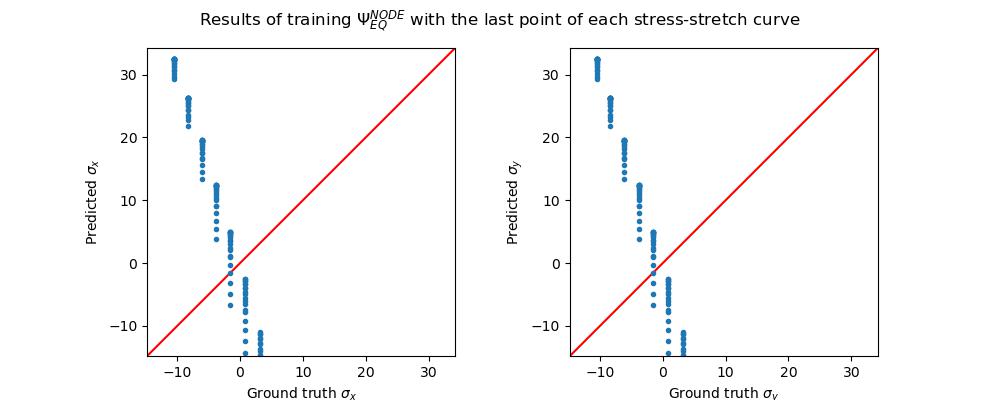 Results of training Ψ_EQ^NODE with the last point of each stress-stretch curve
Predicted σ_x
30
20
10
0
−10
−10 0 10 20 30
Ground truth σ_x
Predicted σ_y
30
20
10
0
−10
−10 0 10 20 30
Ground truth σ_y